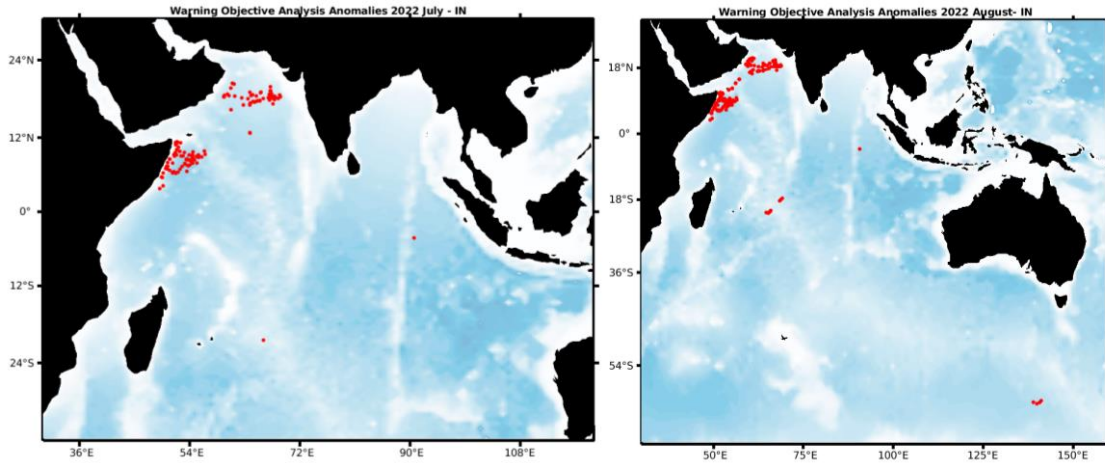 Warning Objective Analysis Anomalies 2022 July - IN
24°N
12°N
0°
12°S
24°S
36°E 54°E 72°E 90°E 108°E
Warning Objective Analysis Anomalies 2022 August- IN
18°N
0°
18°S
36°S
54°S
50°E 75°E 100°E 125°E 150°E